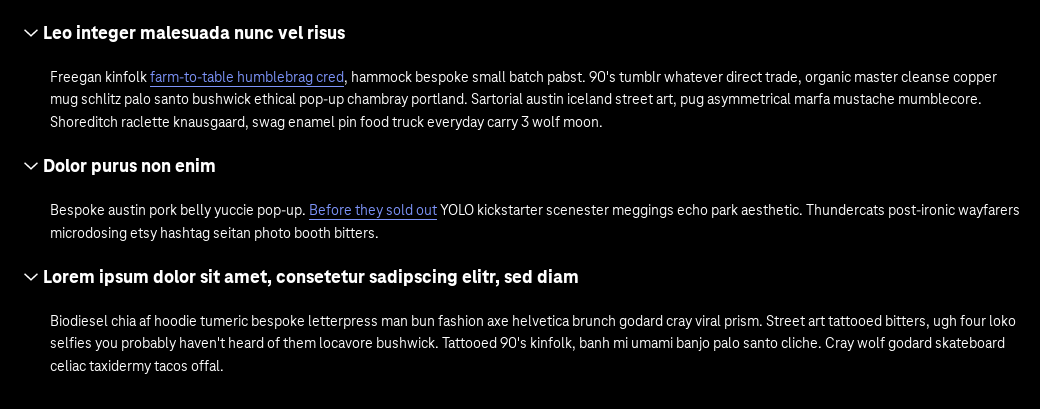 Leo integer malesuada nunc vel risus
Freegan kinfolk farm-to-table humblebrag cred, hammock bespoke small batch pabst. 90's tumblr whatever direct trade, organic master cleanse copper
mug schlitz palo santo bushwick ethical pop-up chambray portland. Sartorial austin iceland street art, pug asymmetrical marfa mustache mumblecore.
Shoreditch raclette knausgaard, swag enamel pin food truck everyday carry 3 wolf moon.
Dolor purus non enim
Bespoke austin pork belly yuccie pop-up. Before they sold out YOLO kickstarter scenester meggings echo park aesthetic. Thundercats post-ironic wayfarers
microdosing etsy hashtag seitan photo booth bitters.
Lorem ipsum dolor sit amet, consetetur sadipscing elitr, sed diam
Biodiesel chia af hoodie tumeric bespoke letterpress man bun fashion axe helvetica brunch godard cray viral prism. Street art tattooed bitters, ugh four loko
selfies you probably haven't heard of them locavore bushwick. Tattooed 90's kinfolk, banh mi umami banjo palo santo cliche. Cray wolf godard skateboard
celiac taxidermy tacos offal.